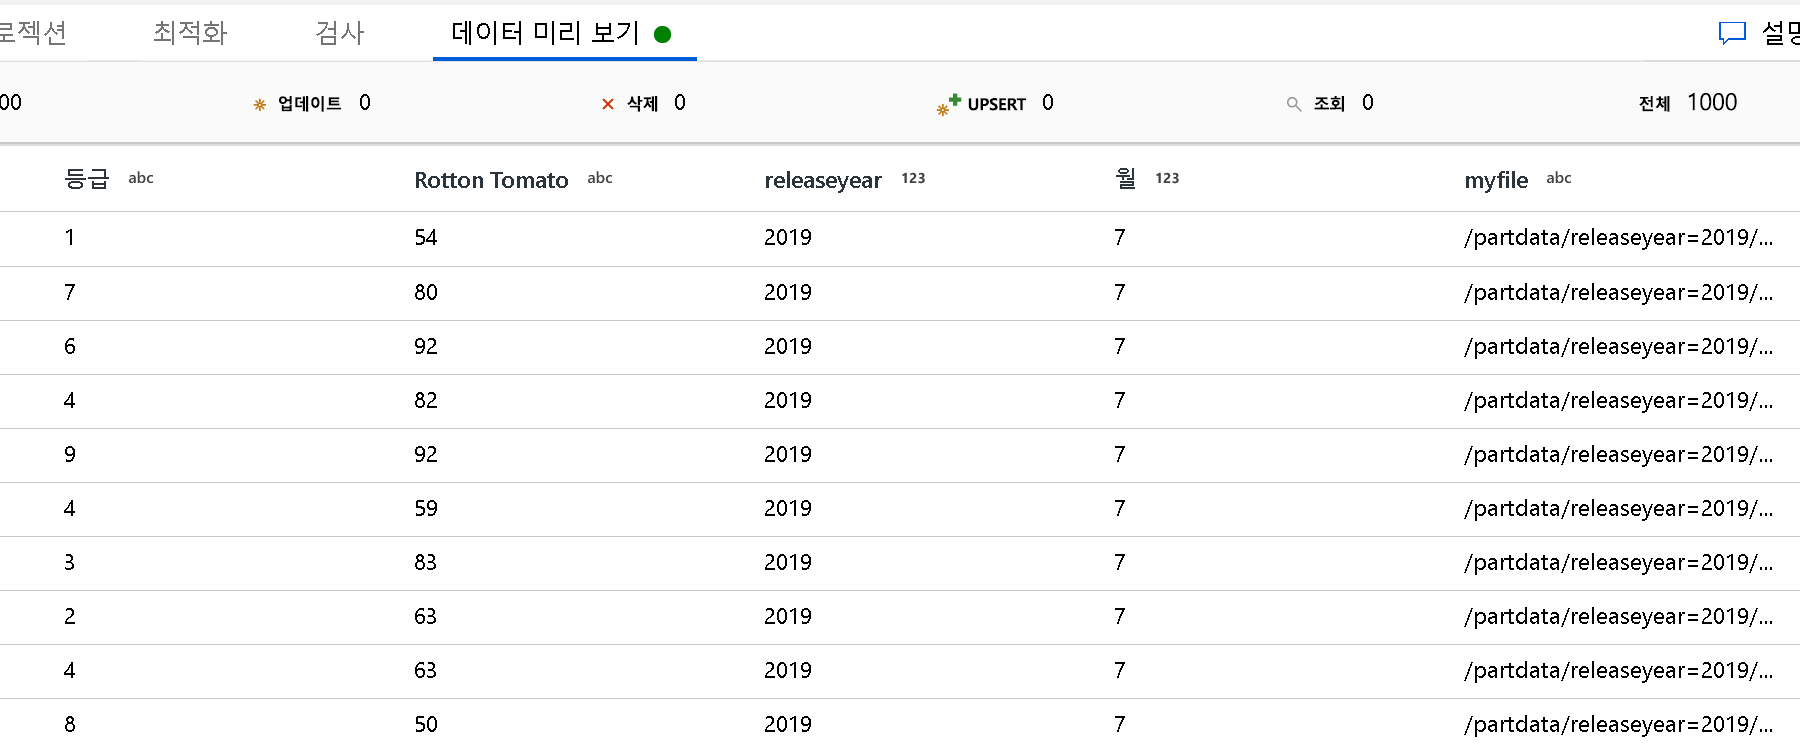 로젝션 최적화 검사 데이터 미리 보기 설명
00 업데이트 0 삭제 0 UPSERT 0 조회 0 전체 1000
등급 abc Rotton Tomato abc releaseyear 123 월 123 myfile abc
1 54 2019 7 /partdata/releaseyear=2019/...
7 80 2019 7 /partdata/releaseyear=2019/...
6 92 2019 7 /partdata/releaseyear=2019/...
4 82 2019 7 /partdata/releaseyear=2019/...
9 92 2019 7 /partdata/releaseyear=2019/...
4 59 2019 7 /partdata/releaseyear=2019/...
3 83 2019 7 /partdata/releaseyear=2019/...
2 63 2019 7 /partdata/releaseyear=2019/...
4 63 2019 7 /partdata/releaseyear=2019/...
8 50 2019 7 /partdata/releaseyear=2019/...